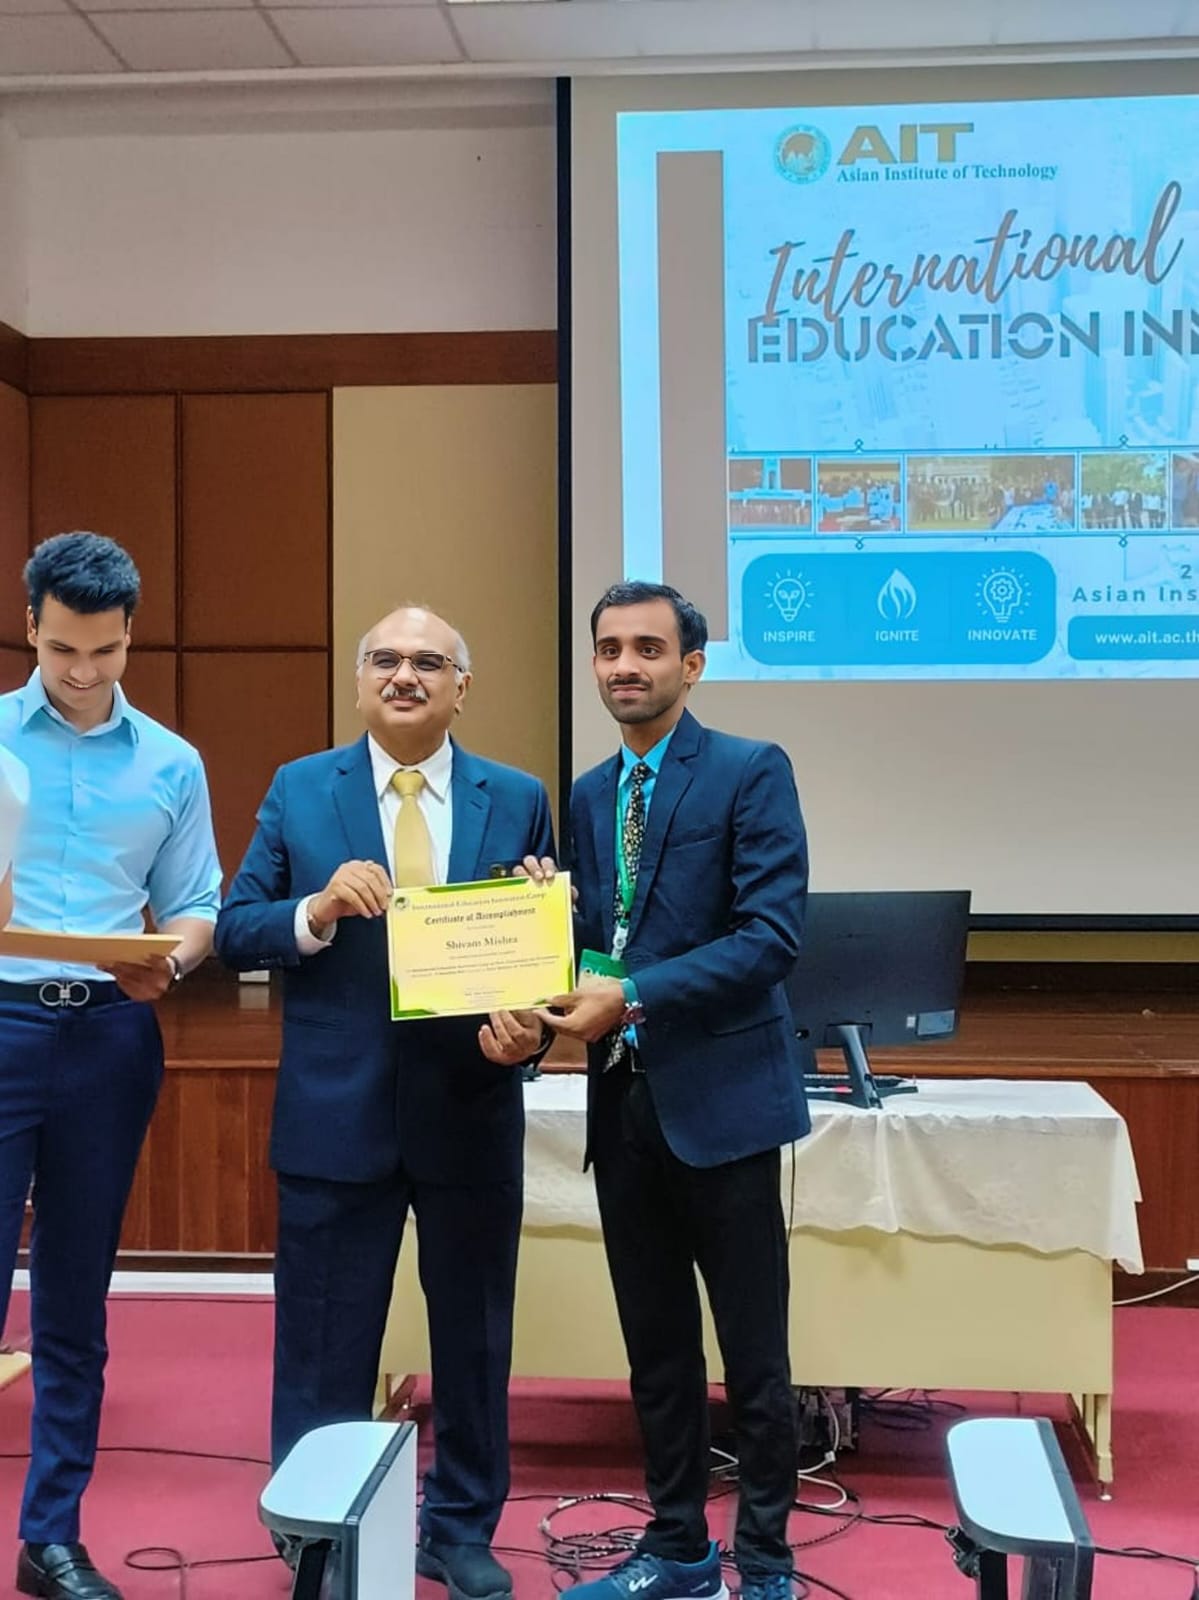 AIT
Asian Institute of Technology
International
EDUCATION IN
INSPIRE
IGNITE
INNOVATE
2
Asian Ins
www.ait.ac.th
International Education Innovation Camp
Certificate of Accomplishment
Shivam Mishra